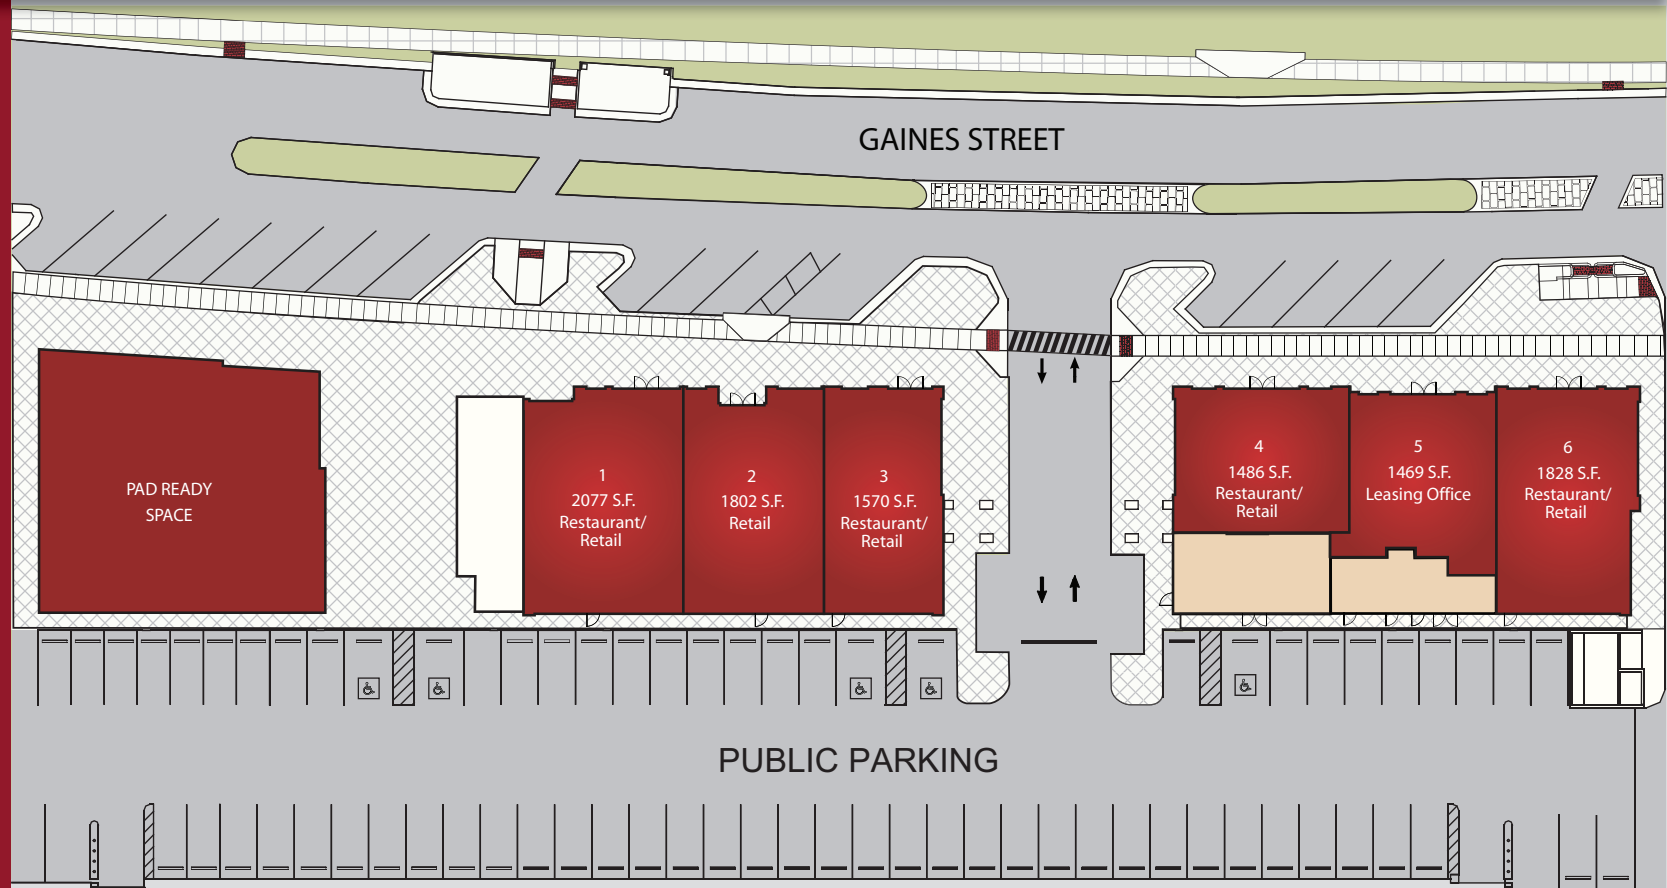 GAINES STREET
PAD READY
SPACE
1
2077 S.F.
Restaurant/
Retail
2
1802 S.F.
Retail
3
1570 S.F.
Restaurant/
Retail
4
1486 S.F.
Restaurant/
Retail
5
1469 S.F.
Leasing Office
6
1828 S.F.
Restaurant/
Retail
PUBLIC PARKING